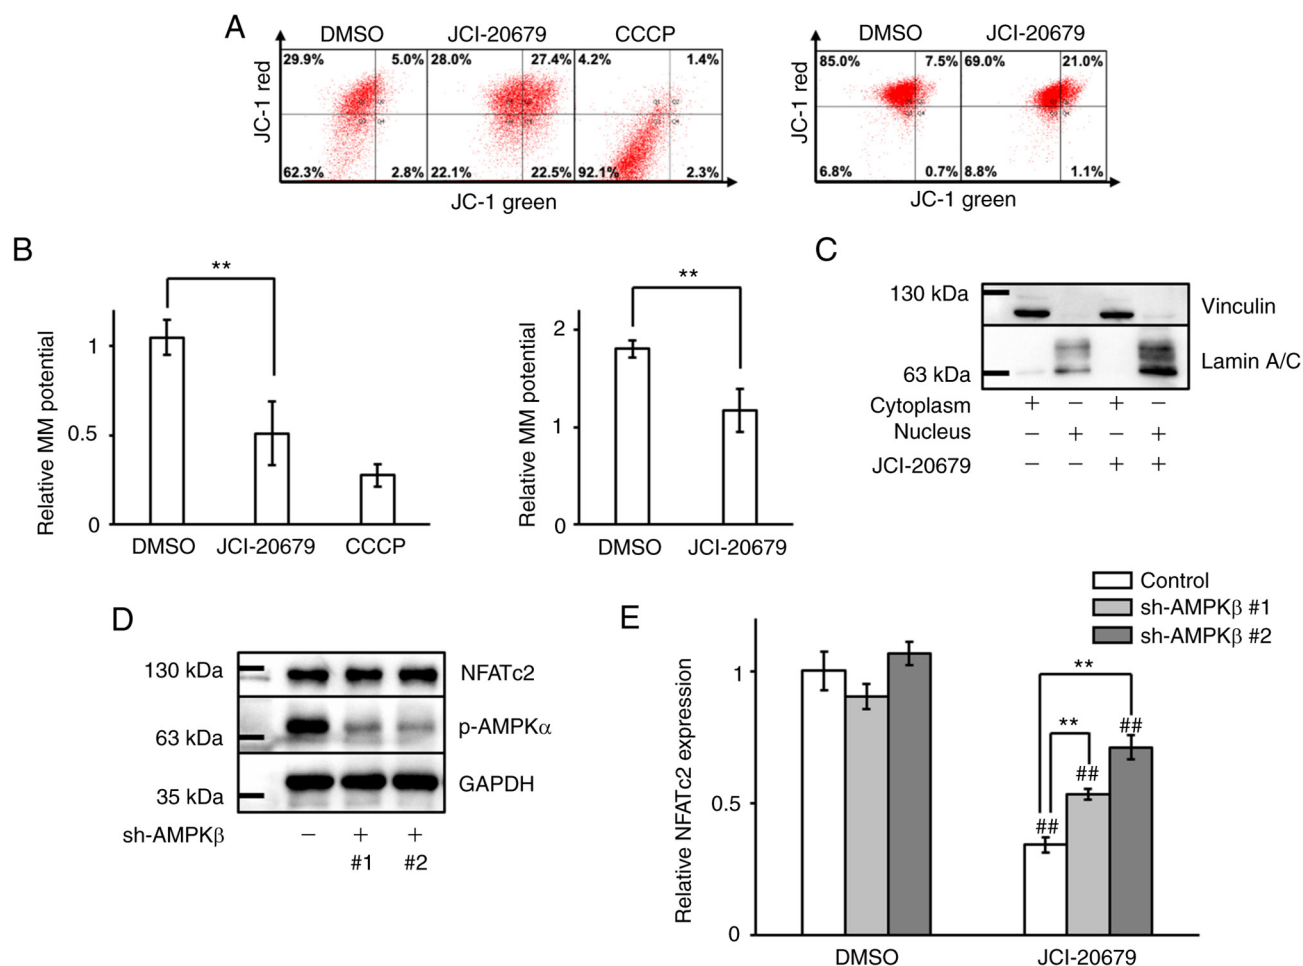 A
DMSO JCI-20679 CCCP
29.9% 5.0% 28.0% 27.4% 4.2% 1.4%
JC-1 red
62.3% 2.8% 22.1% 22.5% 92.1% 2.3%
JC-1 green
DMSO JCI-20679
85.0% 7.5% 69.0% 21.0%
JC-1 red
6.8% 0.7% 8.8% 1.1%
JC-1 green
B
**
Relative MM potential
1
0.5
0
DMSO JCI-20679 CCCP
**
Relative MM potential
2
1
0
DMSO JCI-20679
C
130 kDa Vinculin
63 kDa Lamin A/C
Cytoplasm + − + −
Nucleus − + − +
JCI-20679 − − + +
D
130 kDa NFATc2
63 kDa p-AMPKα
35 kDa GAPDH
sh-AMPKβ − + +
#1 #2
E
Control
sh-AMPKβ #1
sh-AMPKβ #2
Relative NFATc2 expression
1
0.5
0
**
**
##
##
##
DMSO JCI-20679